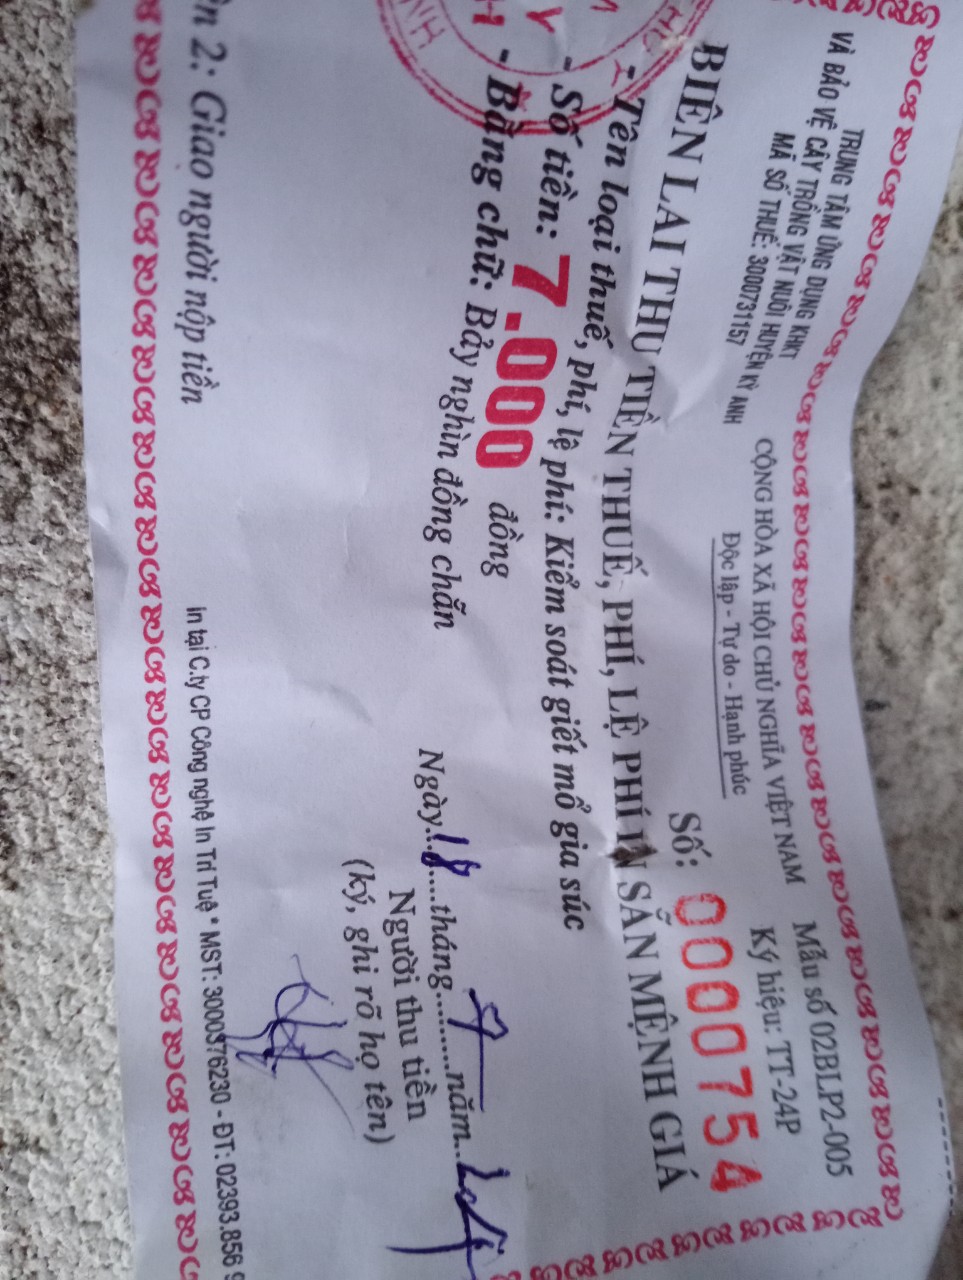 TRUNG TÂM ỨNG DỤNG KHKT
VÀ BẢO VỆ CÂY TRỒNG VẬT NUÔI HUYỆN KỲ ANH
MÃ SỐ THUẾ: 3000731157
CỘNG HÒA XÃ HỘI CHỦ NGHĨA VIỆT NAM
Độc lập - Tự do - Hạnh phúc
Mẫu số 02BLP2-005
Ký hiệu: TT-24P
Số: 0000754
BIÊN LAI THU TIỀN THUẾ, PHÍ, LỆ PHÍ IN SẴN MỆNH GIÁ
- Tên loại thuế, phí, lệ phí: Kiểm soát giết mổ gia súc
- Số tiền: 7.000 đồng
- Bằng chữ: Bảy nghìn đồng chẵn
Ngày...18....tháng..........năm...
Người thu tiền
(ký, ghi rõ họ tên)
2: Giao người nộp tiền
In tại C.ty CP Công nghệ In Trí Tuệ * MST: 3000376230 - ĐT: 02393.856